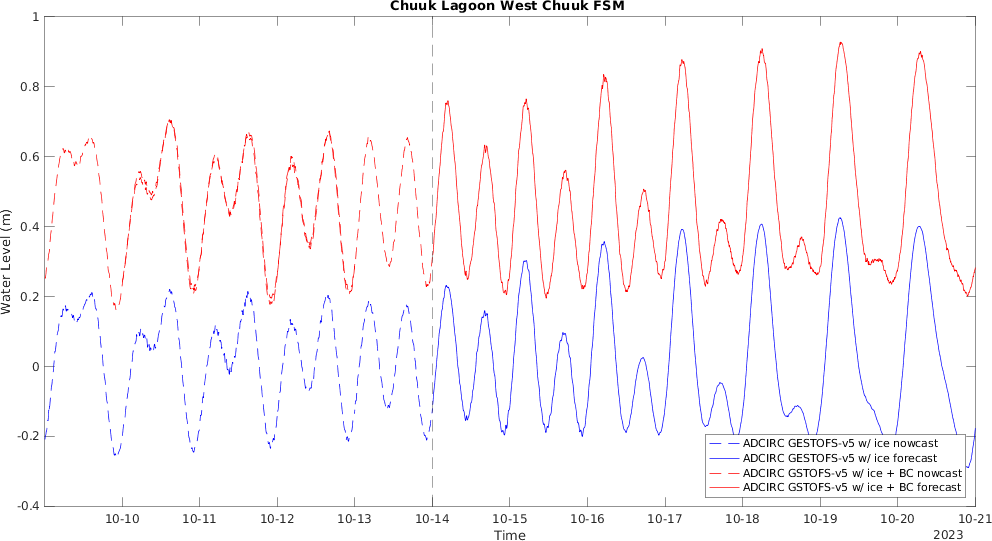 Chuuk Lagoon West Chuuk FSM
1
0.8
0.6
0.4
0.2
0
-0.2
-0.4
Water Level (m)
10-10 10-11 10-12 10-13 10-14 10-15 10-16 10-17 10-18 10-19 10-20 10-21
Time
2023
ADCIRC GESTOFS-v5 w/ ice nowcast
ADCIRC GESTOFS-v5 w/ ice forecast
ADCIRC GSTOFS-v5 w/ ice + BC nowcast
ADCIRC GSTOFS-v5 w/ ice + BC forecast